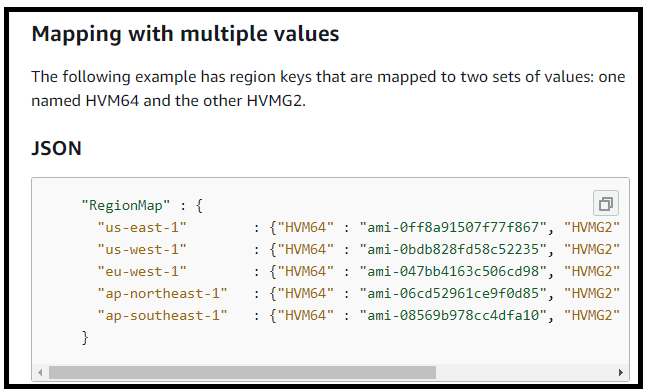 Mapping with multiple values
The following example has region keys that are mapped to two sets of values: one
named HVM64 and the other HVMG2.
JSON
"RegionMap" : {
"us-east-1" : {"HVM64" : "ami-0ff8a91507f77f867", "HVMG2"
"us-west-1" : {"HVM64" : "ami-0bdb828fd58c52235", "HVMG2"
"eu-west-1" : {"HVM64" : "ami-047bb4163c506cd98", "HVMG2"
"ap-northeast-1" : {"HVM64" : "ami-06cd52961ce9f0d85", "HVMG2"
"ap-southeast-1" : {"HVM64" : "ami-08569b978cc4dfa10", "HVMG2"
}